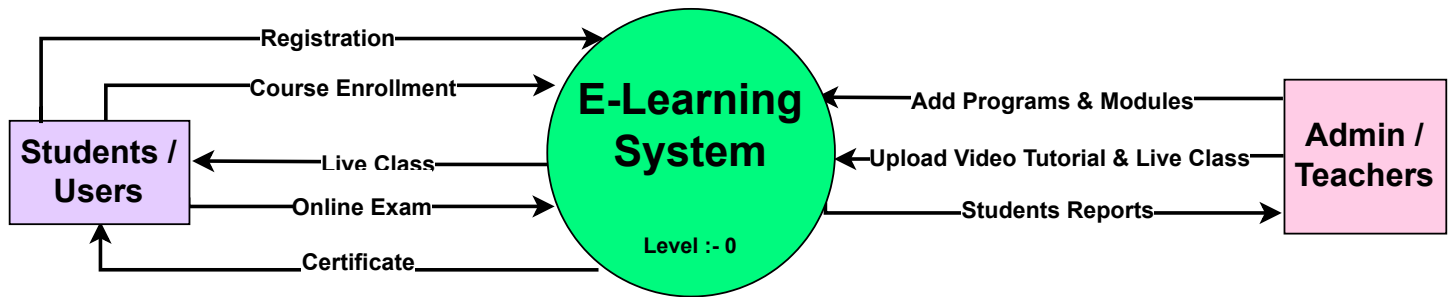 Registration
Course Enrollment
Students /
Users
Live Class
Online Exam
Certificate
E-Learning
System
Level :- 0
Add Programs & Modules
Upload Video Tutorial & Live Class
Students Reports
Admin /
Teachers